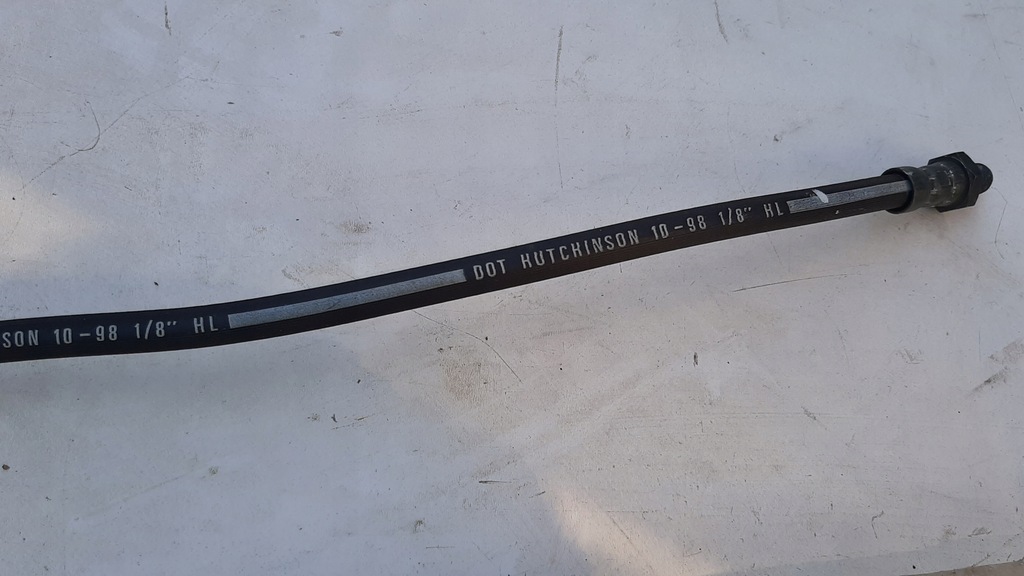 SON 10-98 1/8" HL DOT HUTCHINSON 10-98 1/8" HL